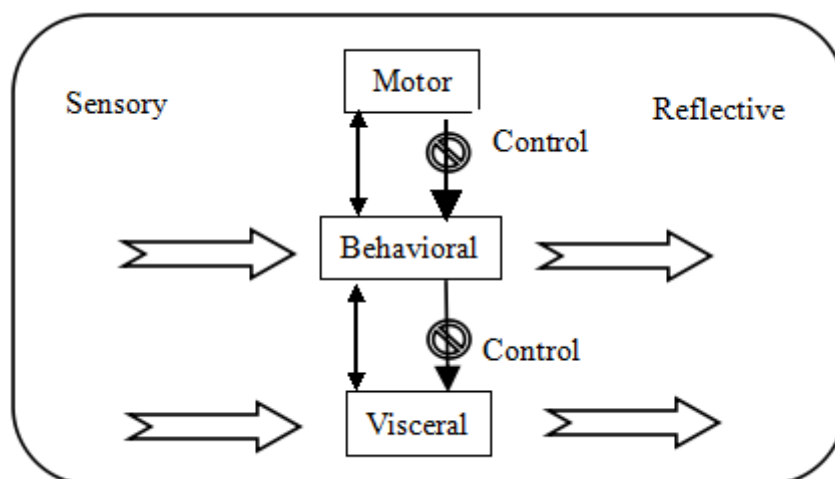 Motor
Sensory
Reflective
Control
Behavioral
Control
Visceral